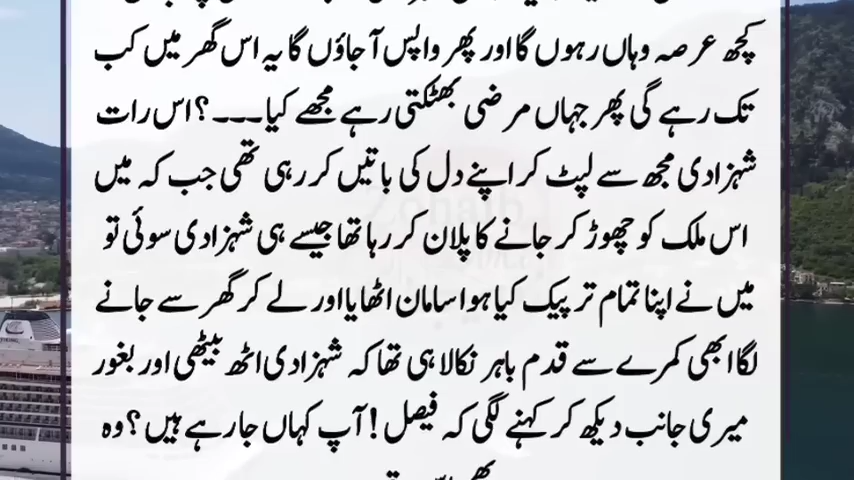 کچھ عرصہ وہاں رہوں گا اور پھر واپس آجاؤں گا یہ اس گھر میں کب
تک رہے گی پھر جہاں مرضی بھٹکتی رہے مجھے کیا۔۔۔؟ اس رات
شہزادی مجھ سے لپٹ کر اپنے دل کی باتیں کر رہی تھی جب کہ میں
اس ملک کو چھوڑ کر جانے کا پلان کر رہا تھا جیسے ہی شہزادی سوئی تو
میں نے اپنا تمام تر پیک کیا ہوا سامان اٹھایا اور لے کر گھر سے جانے
لگا ابھی کمرے سے قدم باہر نکالا ہی تھا کہ شہزادی اٹھ بیٹھی اور بغور
میری جانب دیکھ کر کہنے لگی کہ فیصل! آپ کہاں جا رہے ہیں؟ وہ